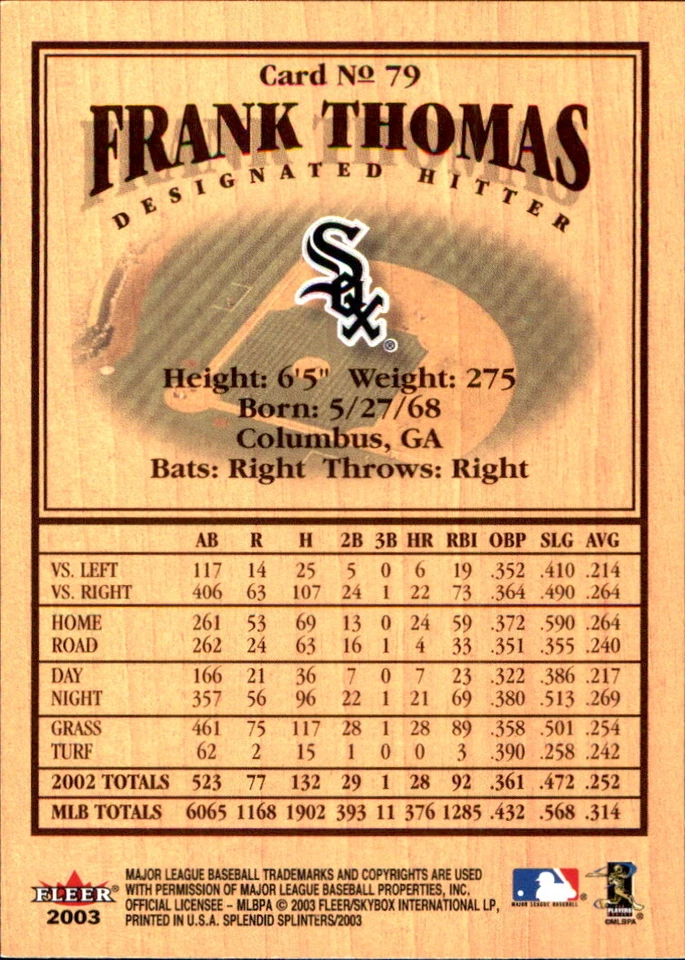 Card Nº 79
FRANK THOMAS
DESIGNATED HITTER
Sox ®
Height: 6'5" Weight: 275
Born: 5/27/68
Columbus, GA
Bats: Right Throws: Right
AB R H 2B 3B HR RBI OBP SLG AVG
VS. LEFT 117 14 25 5 0 6 19 .352 .410 .214
VS. RIGHT 406 63 107 24 1 22 73 .364 .490 .264
HOME 261 53 69 13 0 24 59 .372 .590 .264
ROAD 262 24 63 16 1 4 33 .351 .355 .240
DAY 166 21 36 7 0 7 23 .322 .386 .217
NIGHT 357 56 96 22 1 21 69 .380 .513 .269
GRASS 461 75 117 28 1 28 89 .358 .501 .254
TURF 62 2 15 1 0 0 3 .390 .258 .242
2002 TOTALS 523 77 132 29 1 28 92 .361 .472 .252
MLB TOTALS 6065 1168 1902 393 11 376 1285 .432 .568 .314
FLEER®
2003
MAJOR LEAGUE BASEBALL TRADEMARKS AND COPYRIGHTS ARE USED
WITH PERMISSION OF MAJOR LEAGUE BASEBALL PROPERTIES, INC.
OFFICIAL LICENSEE - MLBPA © 2003 FLEER/SKYBOX INTERNATIONAL LP,
PRINTED IN U.S.A. SPLENDID SPLINTERS/2003
MAJOR LEAGUE BASEBALL ®
PLAYERS
©MLBPA ®